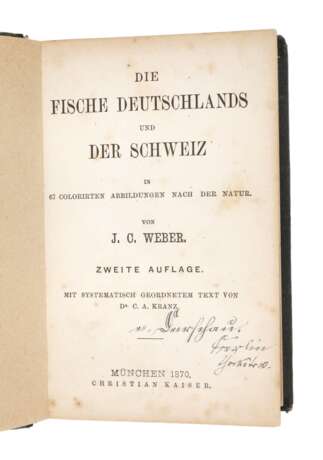 DIE
FISCHE DEUTSCHLANDS
UND
DER SCHWEIZ
IN
67 COLORIRTEN ABBILDUNGEN NACH DER NATUR.
VON
J. C. WEBER.
ZWEITE AUFLAGE.
MIT SYSTEMATISCH GEORDNETEM TEXT VON
DR. C. A. KRANZ.
MÜNCHEN 1870.
CHRISTIAN KAISER.